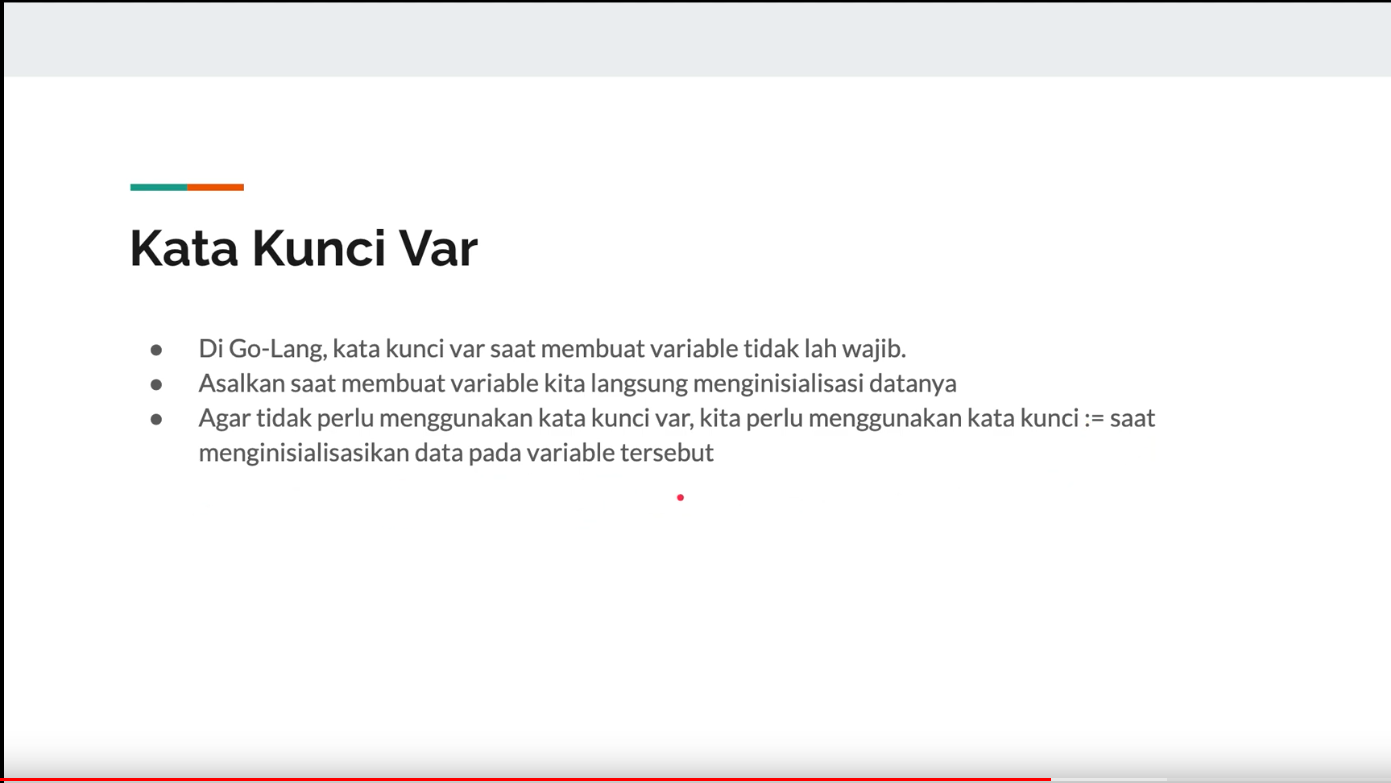 Kata Kunci Var
● Di Go-Lang, kata kunci var saat membuat variable tidak lah wajib.
● Asalkan saat membuat variable kita langsung menginisialisasi datanya
● Agar tidak perlu menggunakan kata kunci var, kita perlu menggunakan kata kunci := saat
menginisialisasikan data pada variable tersebut